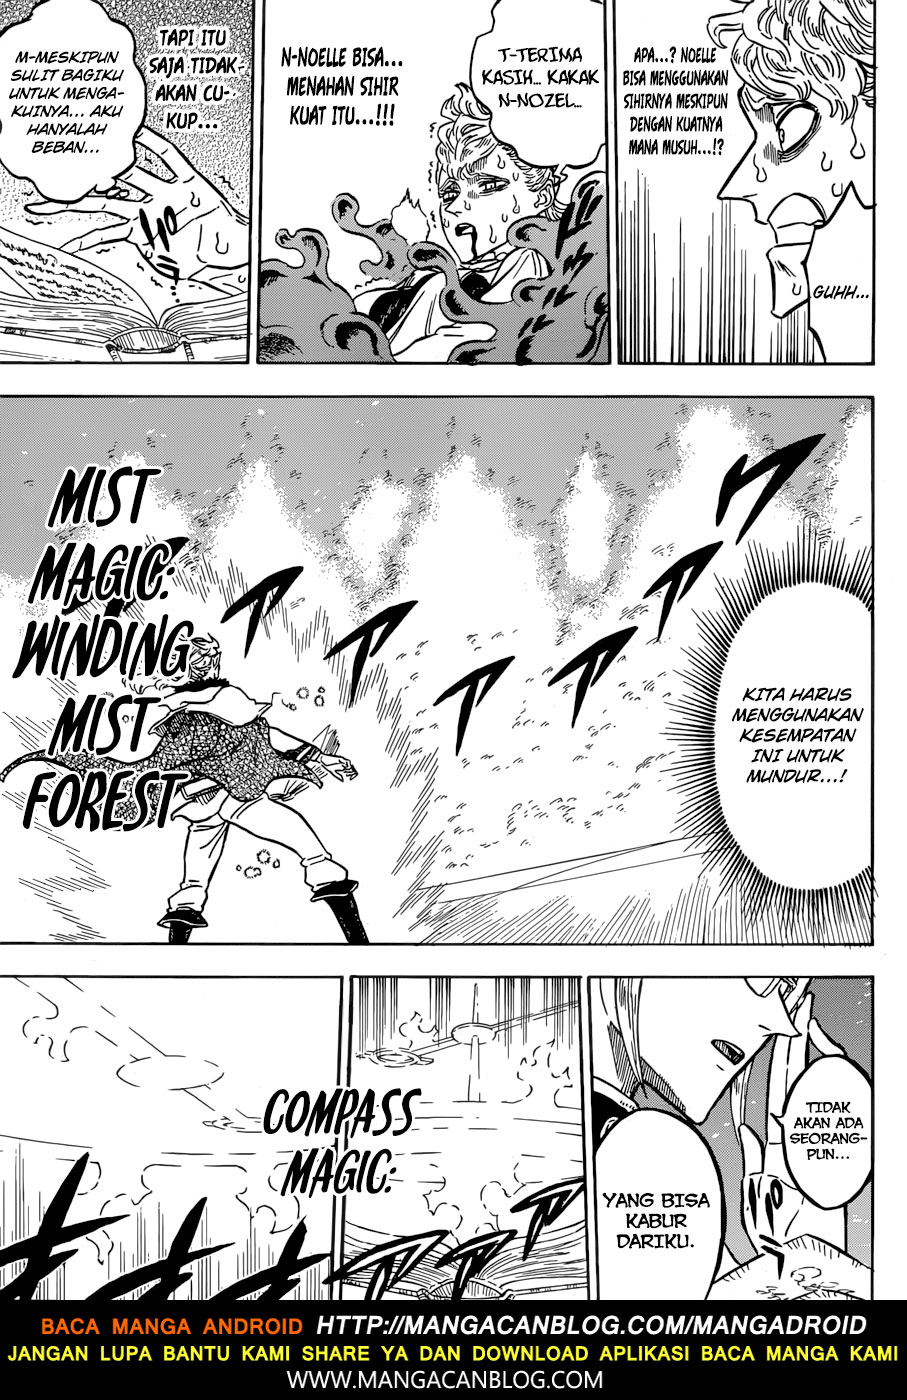 APA...? NOELLE
BISA MENGGUNAKAN
SIHIRNYA MESKIPUN
DENGAN KUATNYA
MANA MUSUH...!?
GUHH...
T-TERIMA
KASIH... KAKAK
N-NOZEL...
N-NOELLE BISA...
MENAHAN SIHIR
KUAT ITU...!!!
TAPI ITU
SAJA TIDAK-
AKAN CU-
KUP...
M-MESKIPUN
SULIT BAGIKU
UNTUK MENGA-
KUINYA... AKU
HANYALAH
BEBAN...
KITA HARUS
MENGGUNAKAN
KESEMPATAN
INI UNTUK
MUNDUR...!
MIST
MAGIC:
WINDING
MIST
FOREST
TIDAK
AKAN ADA
SEORANG-
PUN...
YANG BISA
KABUR
DARIKU.
COMPASS
MAGIC:
BACA MANGA ANDROID HTTP://MANGACANBLOG.COM/MANGADROID
JANGAN LUPA BANTU KAMI SHARE YA DAN DOWNLOAD APLIKASI BACA MANGA KAMI
WWW.MANGACANBLOG.COM